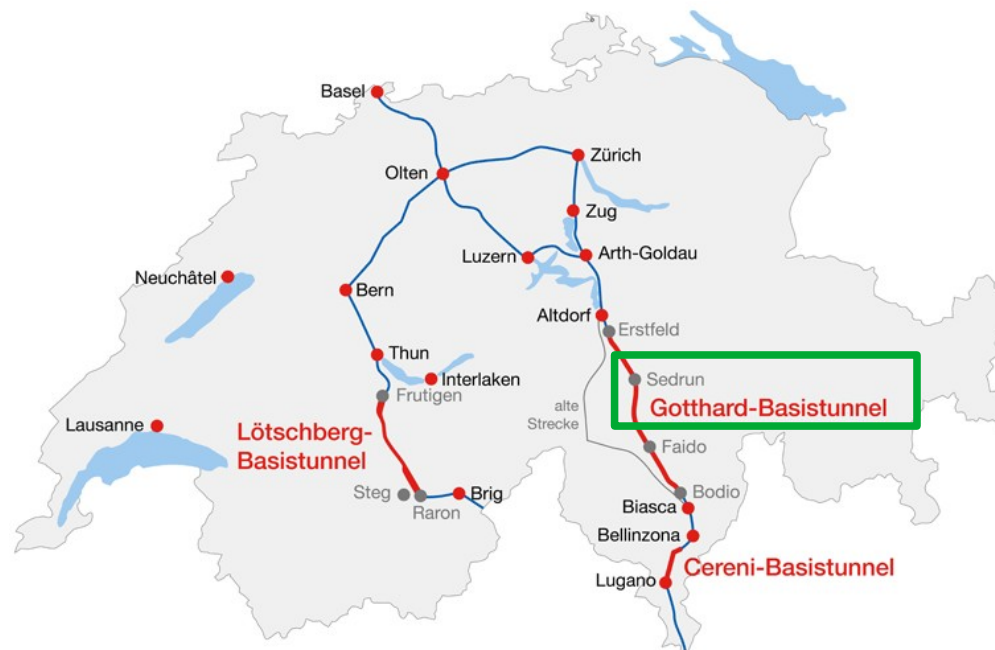 Basel
Zürich
Olten
Zug
Luzern
Arth-Goldau
Neuchâtel
Bern
Altdorf
Erstfeld
Thun
Interlaken
Sedrun
Frutigen
alte
Strecke
Gotthard-Basistunnel
Lausanne
Lötschberg-
Basistunnel
Faido
Steg
Raron
Brig
Bodio
Biasca
Bellinzona
Cereni-Basistunnel
Lugano